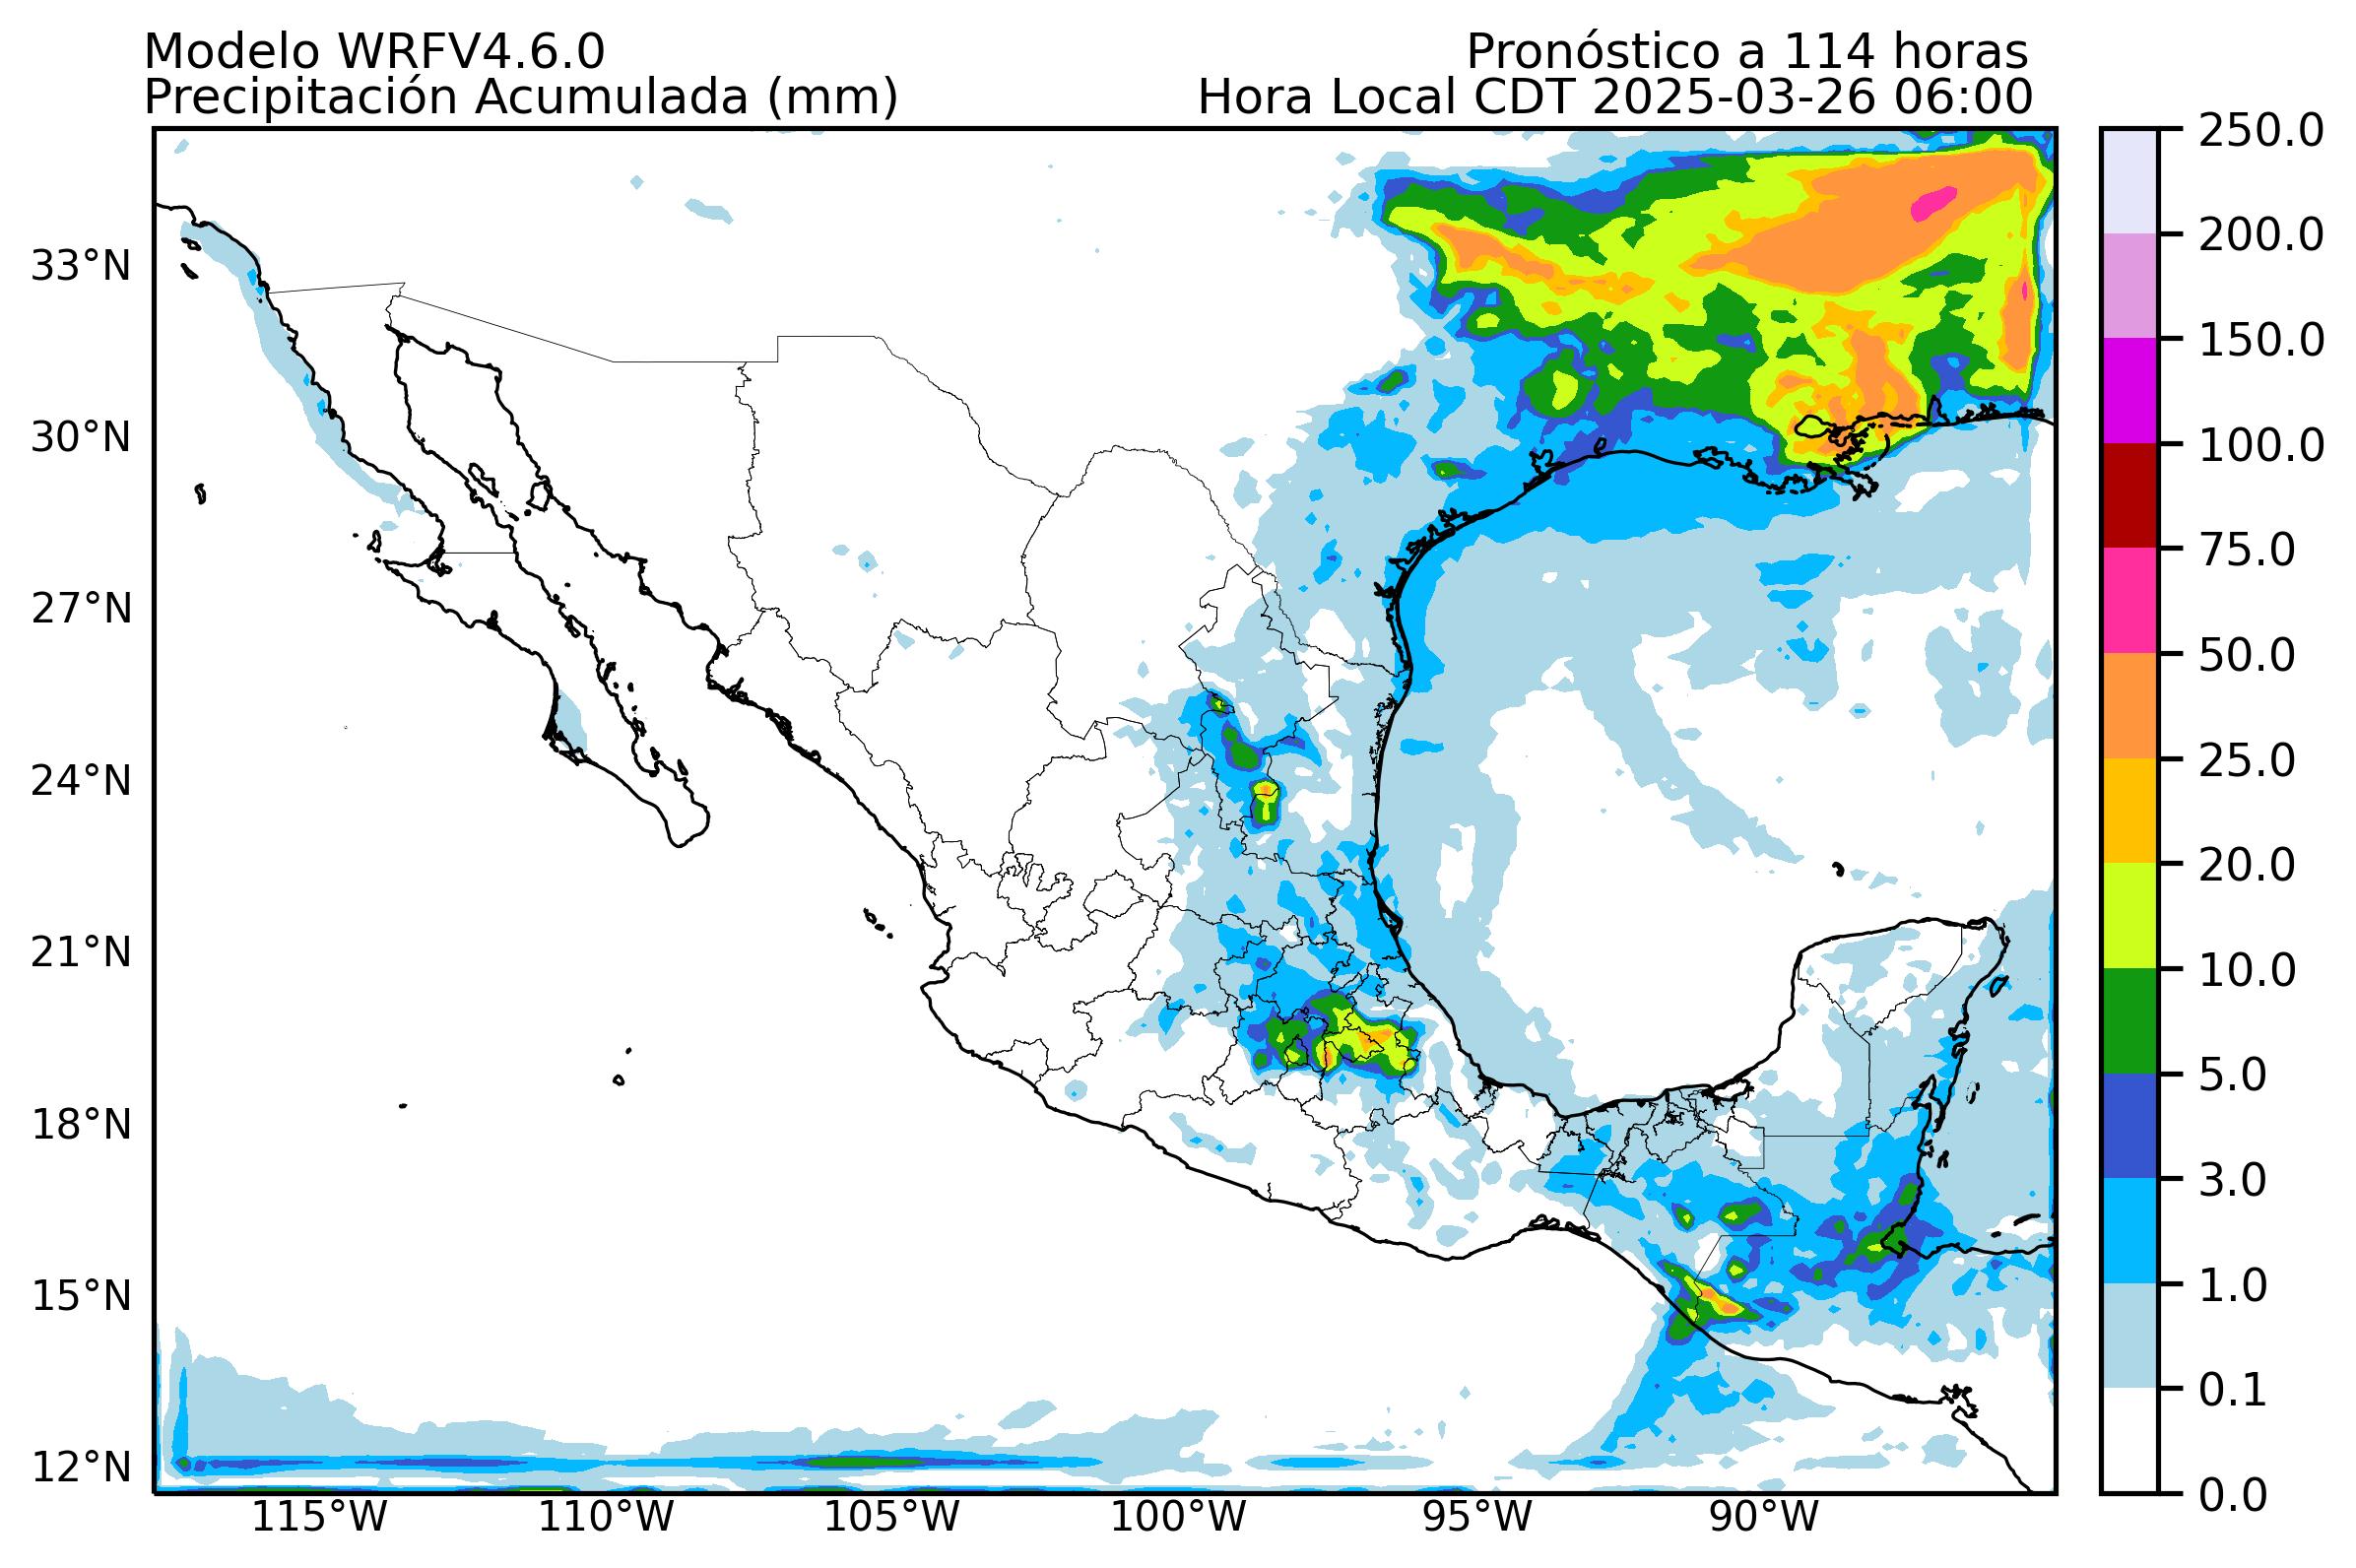 Modelo WRFV4.6.0
Pronóstico a 114 horas
Precipitación Acumulada (mm)
Hora Local CDT 2025-03-26 06:00
33°N
30°N
27°N
24°N
21°N
18°N
15°N
12°N
115°W
110°W
105°W
100°W
95°W
90°W
250.0
200.0
150.0
100.0
75.0
50.0
25.0
20.0
10.0
5.0
3.0
1.0
0.1
0.0